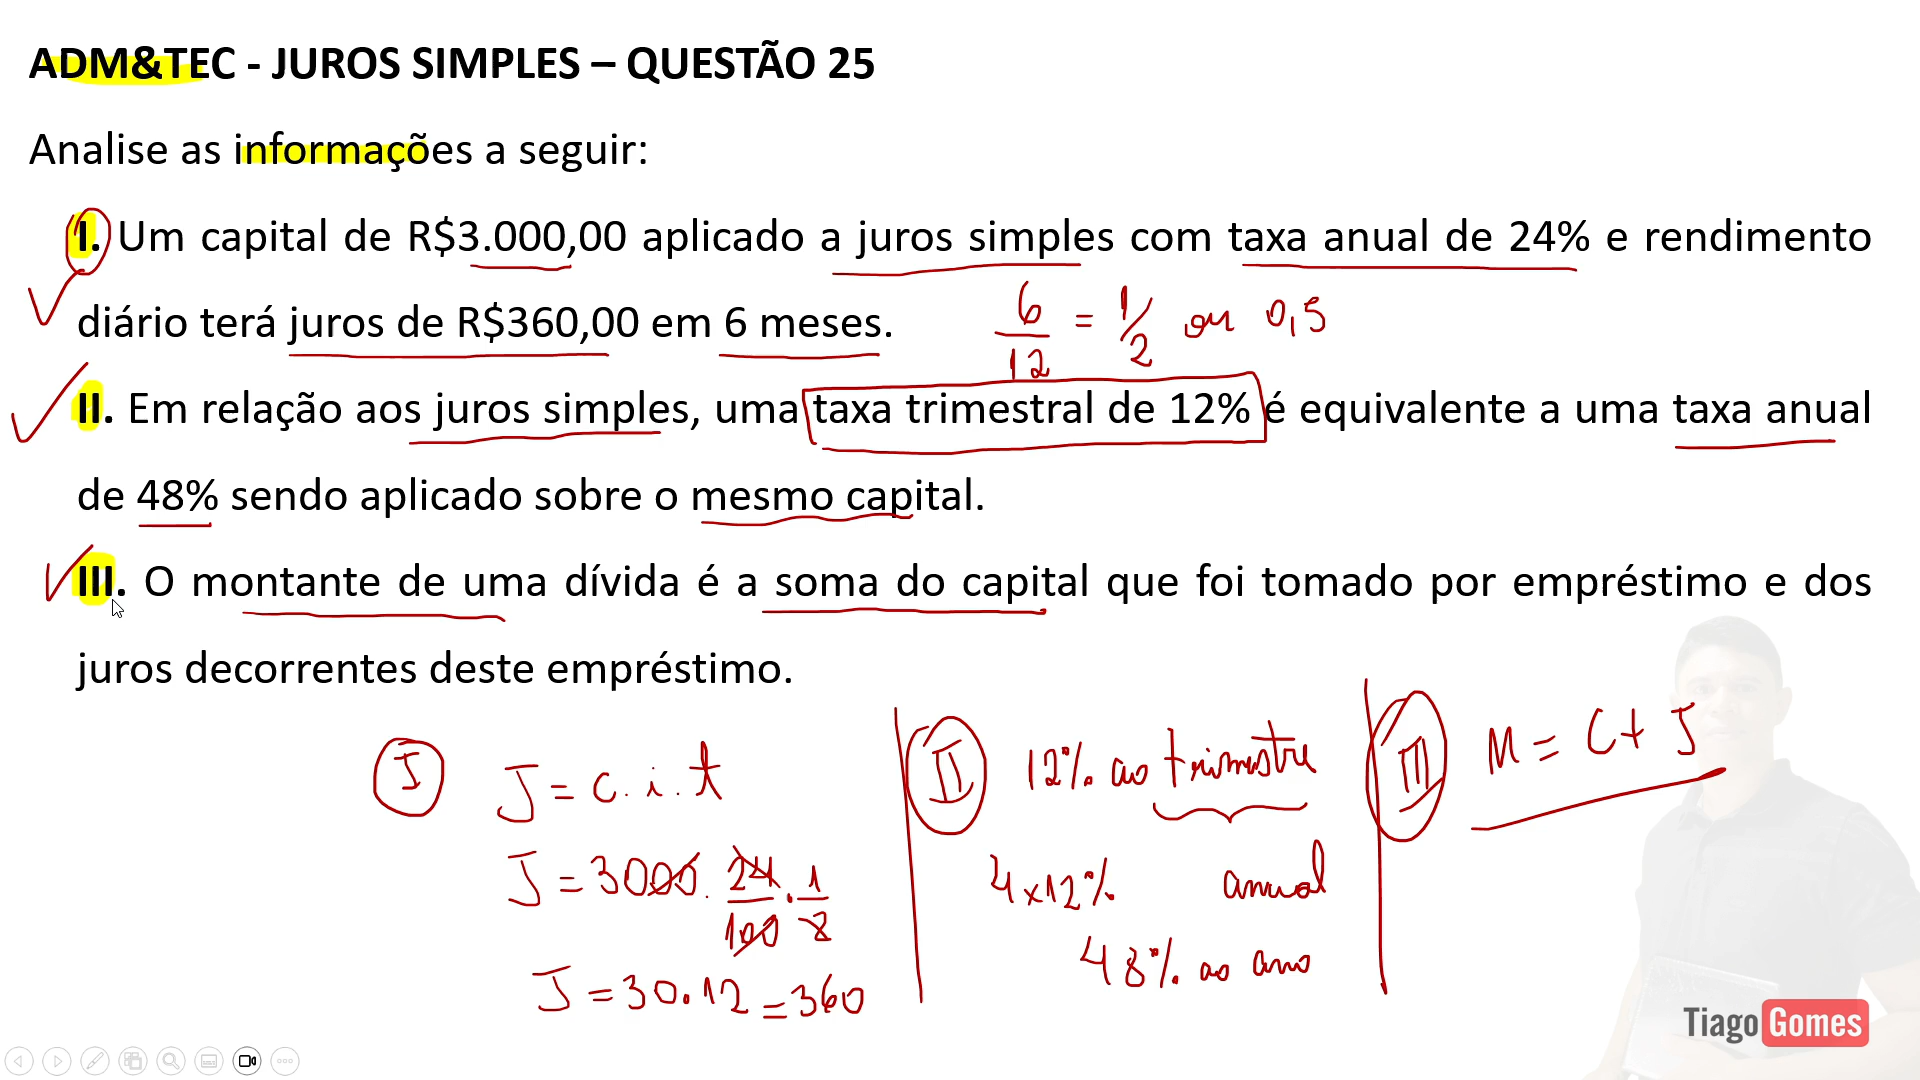 ADM&TEC - JUROS SIMPLES – QUESTÃO 25
Analise as informações a seguir:
I. Um capital de R$3.000,00 aplicado a juros simples com taxa anual de 24% e rendimento
diário terá juros de R$360,00 em 6 meses.
6/12 = 1/2 ou 0,5
II. Em relação aos juros simples, uma taxa trimestral de 12% é equivalente a uma taxa anual
de 48% sendo aplicado sobre o mesmo capital.
III. O montante de uma dívida é a soma do capital que foi tomado por empréstimo e dos
juros decorrentes deste empréstimo.
I
J = c.i.t
J = 3000 . 24/100 . 1/2
J = 30.12 = 360
II
12% ao trimestre
4x12% anual
48% ao ano
III
M = C + J
Tiago Gomes